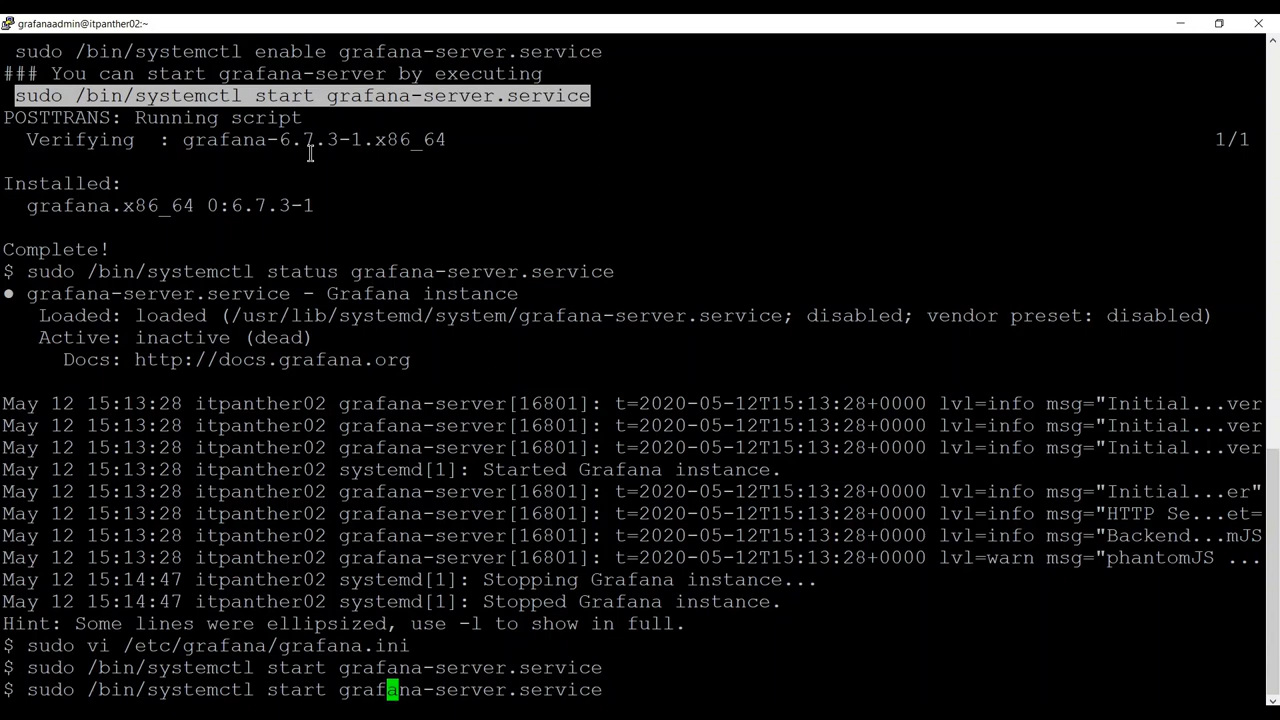 grafanaadmin@itpanther02:~
sudo /bin/systemctl enable grafana-server.service
### You can start grafana-server by executing
sudo /bin/systemctl start grafana-server.service
POSTTRANS: Running script
Verifying : grafana-6.7.3-1.x86_64 1/1
Installed:
grafana.x86_64 0:6.7.3-1
Complete!
$ sudo /bin/systemctl status grafana-server.service
● grafana-server.service - Grafana instance
Loaded: loaded (/usr/lib/systemd/system/grafana-server.service; disabled; vendor preset: disabled)
Active: inactive (dead)
Docs: http://docs.grafana.org
May 12 15:13:28 itpanther02 grafana-server[16801]: t=2020-05-12T15:13:28+0000 lvl=info msg="Initial...ver
May 12 15:13:28 itpanther02 grafana-server[16801]: t=2020-05-12T15:13:28+0000 lvl=info msg="Initial...ver
May 12 15:13:28 itpanther02 grafana-server[16801]: t=2020-05-12T15:13:28+0000 lvl=info msg="Initial...ver
May 12 15:13:28 itpanther02 systemd[1]: Started Grafana instance.
May 12 15:13:28 itpanther02 grafana-server[16801]: t=2020-05-12T15:13:28+0000 lvl=info msg="Initial...er"
May 12 15:13:28 itpanther02 grafana-server[16801]: t=2020-05-12T15:13:28+0000 lvl=info msg="HTTP Se...et=
May 12 15:13:28 itpanther02 grafana-server[16801]: t=2020-05-12T15:13:28+0000 lvl=info msg="Backend...mJS
May 12 15:13:28 itpanther02 grafana-server[16801]: t=2020-05-12T15:13:28+0000 lvl=warn msg="phantomJS ...
May 12 15:14:47 itpanther02 systemd[1]: Stopping Grafana instance...
May 12 15:14:47 itpanther02 systemd[1]: Stopped Grafana instance.
Hint: Some lines were ellipsized, use -l to show in full.
$ sudo vi /etc/grafana/grafana.ini
$ sudo /bin/systemctl start grafana-server.service
$ sudo /bin/systemctl start grafana-server.service